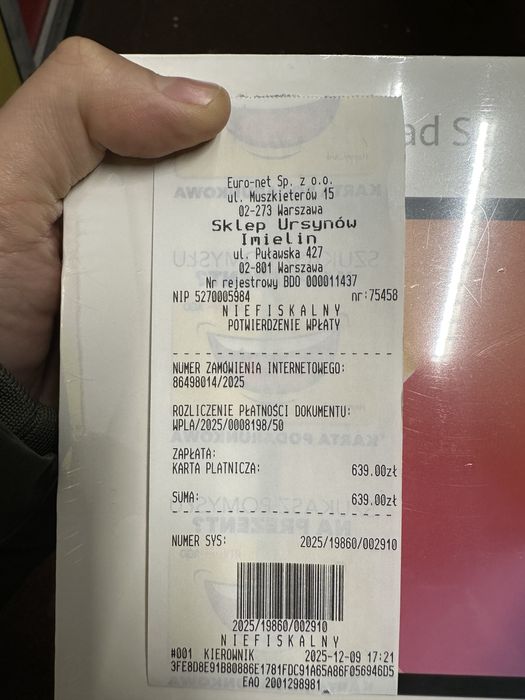 ad S
Euro-net Sp. z o.o.
ul. Muszkieterów 15
02-273 Warszawa
Sklep Ursynów
Imielin
ul. Puławska 427
02-801 Warszawa
Nr rejestrowy BDO 000011437
NIP 5270005984 nr:75458
N I E F I S K A L N Y
POTWIERDZENIE WPŁATY
NUMER ZAMÓWIENIA INTERNETOWEGO:
86498014/2025
ROZLICZENIE PŁATNOŚCI DOKUMENTU:
WPLA/2025/0008198/50
ZAPŁATA:
KARTA PŁATNICZA: 639.00zł
SUMA: 639.00zł
NUMER SYS: 2025/19860/002910
2025/19860/002910
N I E F I S K A L N Y
#001 KIEROWNIK 2025-12-09 17:21
3FE8D8E91B80886E1781FDC91A65A86F056946D5
EAO 2001298981